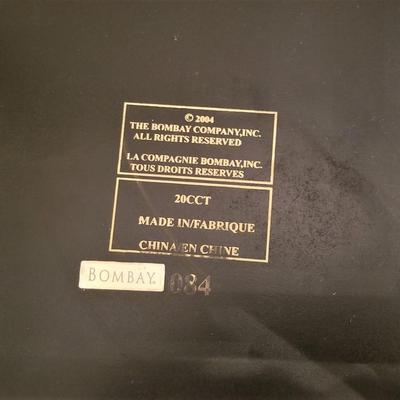 © 2004
THE BOMBAY COMPANY,INC.
ALL RIGHTS RESERVED
LA COMPAGNIE BOMBAY,INC.
TOUS DROITS RESERVES
20CCT
MADE IN/FABRIQUE
CHINA/EN CHINE
BOMBAY® 084